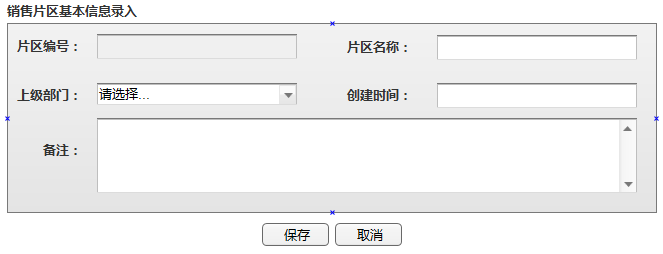 销售片区基本信息录入
片区编号： 片区名称：
上级部门： 请选择... 创建时间：
备注：
保存 取消